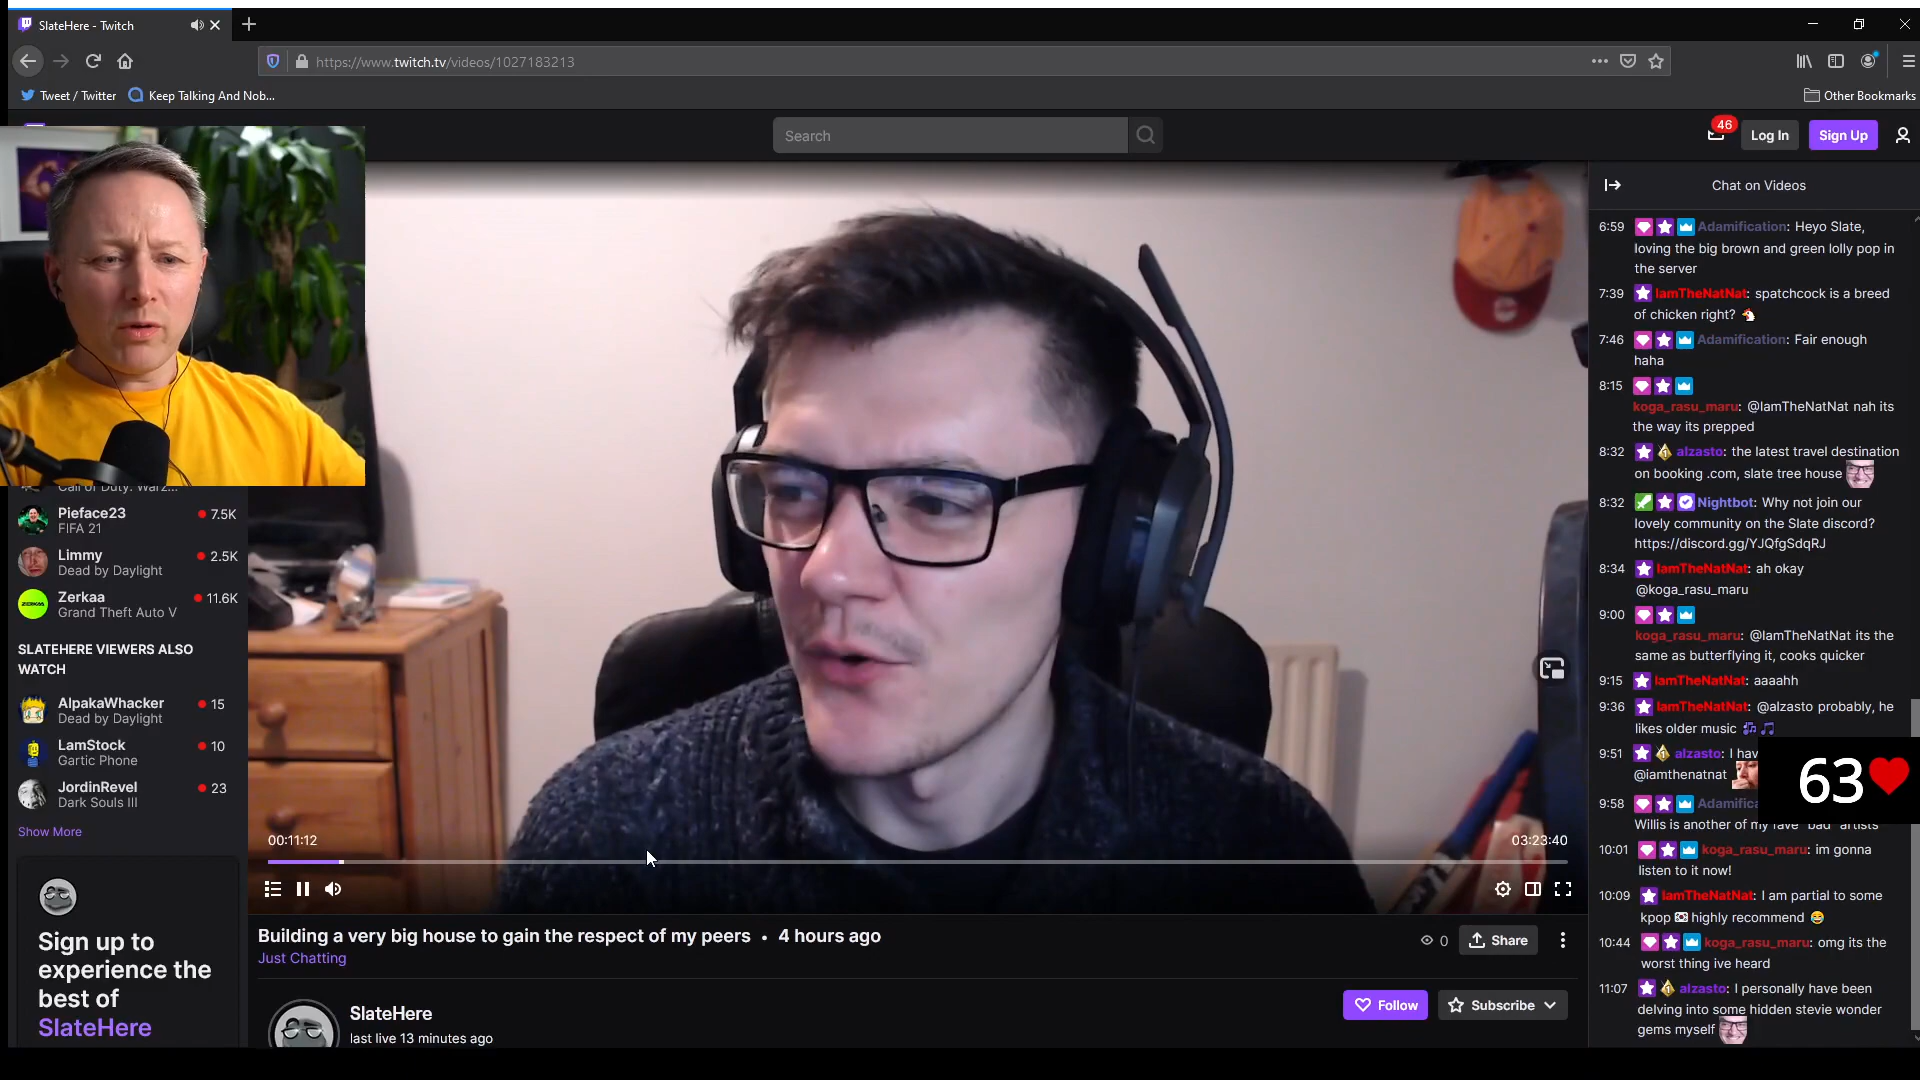 SlateHere - Twitch
https://www.twitch.tv/videos/1027183213
Tweet / Twitter
Keep Talking And Nob...
Other Bookmarks
Search
46
Log In
Sign Up
Call of Duty: Warz...
Pieface23
7.5K
FIFA 21
Limmy
2.5K
Dead by Daylight
Zerkaa
11.6K
Grand Theft Auto V
SLATEHERE VIEWERS ALSO
WATCH
AlpakaWhacker
15
Dead by Daylight
LamStock
10
Gartic Phone
JordinRevel
23
Dark Souls III
Show More
Sign up to
experience the
best of
SlateHere
00:11:12
03:23:40
Building a very big house to gain the respect of my peers • 4 hours ago
Just Chatting
0
Share
SlateHere
last live 13 minutes ago
Follow
Subscribe
Chat on Videos
6:59 Adamification: Heyo Slate,
loving the big brown and green lolly pop in
the server
7:39 IamTheNatNat: spatchcock is a breed
of chicken right?
7:46 Adamification: Fair enough
haha
8:15
koga_rasu_maru: @IamTheNatNat nah its
the way its prepped
8:32 alzasto: the latest travel destination
on booking .com, slate tree house
8:32 Nightbot: Why not join our
lovely community on the Slate discord?
https://discord.gg/YJQfgSdqRJ
8:34 IamTheNatNat: ah okay
@koga_rasu_maru
9:00
koga_rasu_maru: @IamTheNatNat its the
same as butterflying it, cooks quicker
9:15 IamTheNatNat: aaaahh
9:36 IamTheNatNat: @alzasto probably, he
likes older music
9:51 alzasto: I hav
@iamthenatnat
63
9:58 Adamifica
Willis is another of my fave "bad" artists
10:01 koga_rasu_maru: im gonna
listen to it now!
10:09 IamTheNatNat: I am partial to some
kpop highly recommend
10:44 koga_rasu_maru: omg its the
worst thing ive heard
11:07 alzasto: I personally have been
delving into some hidden stevie wonder
gems myself